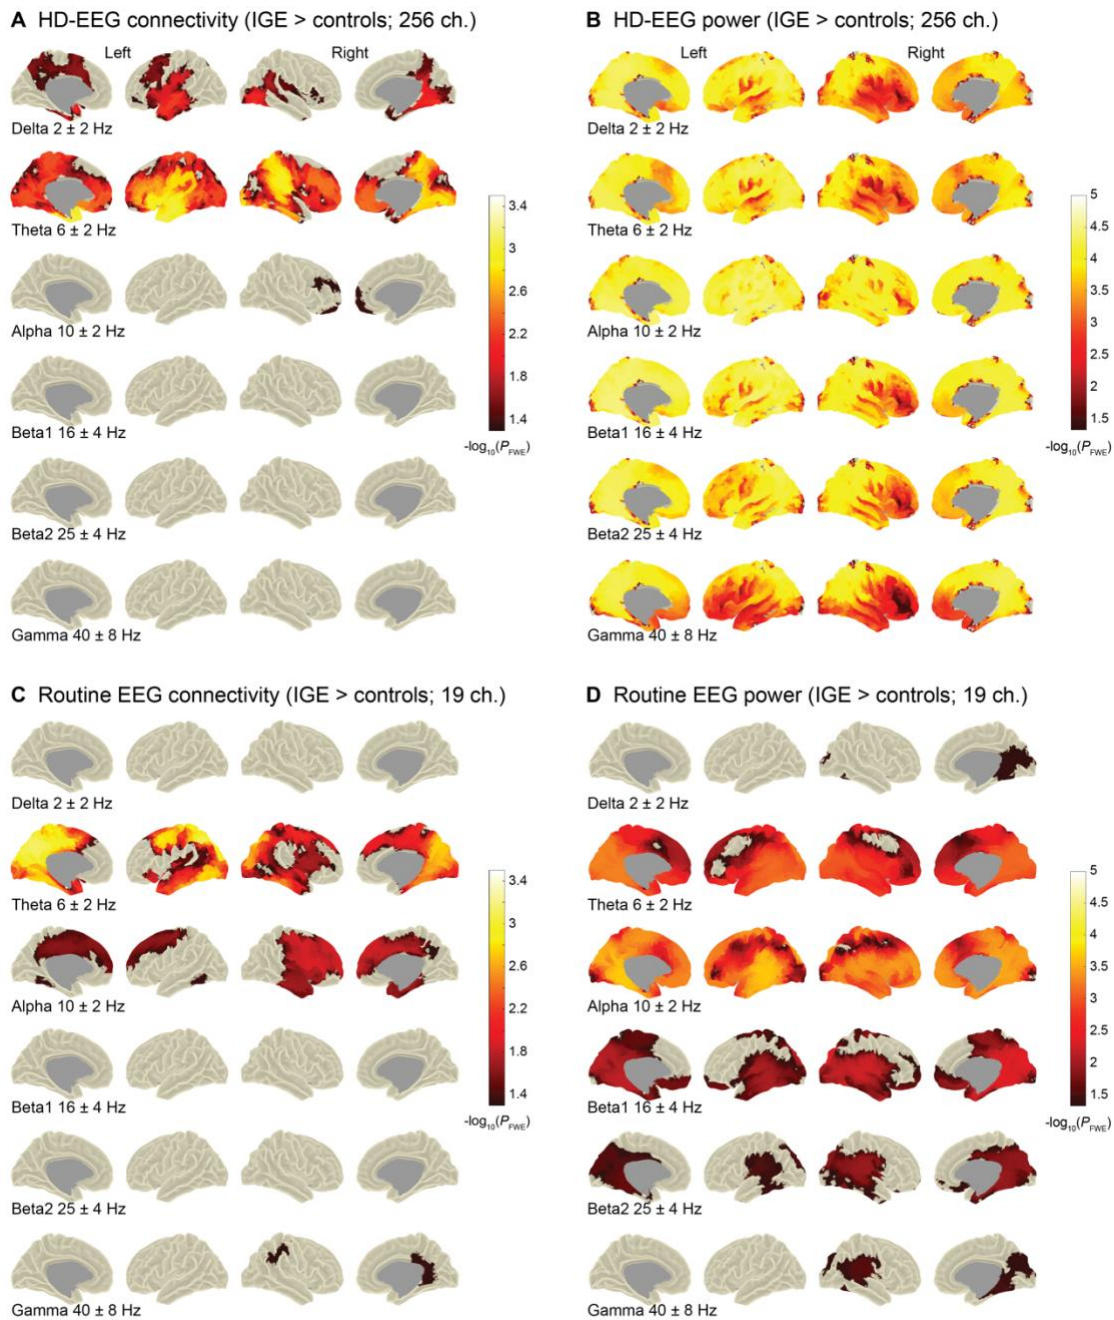 A HD-EEG connectivity (IGE > controls; 256 ch.)
Left
Right
Delta 2 ± 2 Hz
Theta 6 ± 2 Hz
Alpha 10 ± 2 Hz
Beta1 16 ± 4 Hz
Beta2 25 ± 4 Hz
Gamma 40 ± 8 Hz
3.4
3
2.6
2.2
1.8
1.4
-log10(PFWE)
B HD-EEG power (IGE > controls; 256 ch.)
Left
Right
Delta 2 ± 2 Hz
Theta 6 ± 2 Hz
Alpha 10 ± 2 Hz
Beta1 16 ± 4 Hz
Beta2 25 ± 4 Hz
Gamma 40 ± 8 Hz
5
4.5
4
3.5
3
2.5
2
1.5
-log10(PFWE)
C Routine EEG connectivity (IGE > controls; 19 ch.)
Delta 2 ± 2 Hz
Theta 6 ± 2 Hz
Alpha 10 ± 2 Hz
Beta1 16 ± 4 Hz
Beta2 25 ± 4 Hz
Gamma 40 ± 8 Hz
3.4
3
2.6
2.2
1.8
1.4
-log10(PFWE)
D Routine EEG power (IGE > controls; 19 ch.)
Delta 2 ± 2 Hz
Theta 6 ± 2 Hz
Alpha 10 ± 2 Hz
Beta1 16 ± 4 Hz
Beta2 25 ± 4 Hz
Gamma 40 ± 8 Hz
5
4.5
4
3.5
3
2.5
2
1.5
-log10(PFWE)